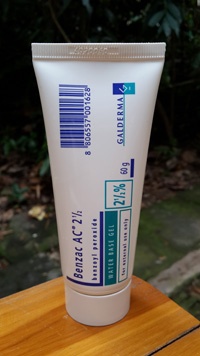 GALDERMA
8 806557 001628
Benzac AC® 2½
benzoyl peroxide
WATER BASE GEL
2½%
60 g
for external use only